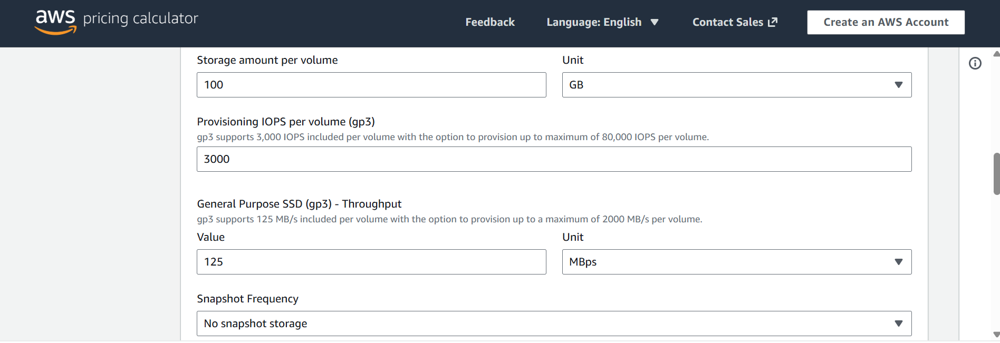 aws pricing calculator
Feedback
Language: English
Contact Sales
Create an AWS Account
Storage amount per volume
Unit
100
GB
Provisioning IOPS per volume (gp3)
gp3 supports 3,000 IOPS included per volume with the option to provision up to maximum of 80,000 IOPS per volume.
3000
General Purpose SSD (gp3) - Throughput
gp3 supports 125 MB/s included per volume with the option to provision up to a maximum of 2000 MB/s per volume.
Value
Unit
125
MBps
Snapshot Frequency
No snapshot storage